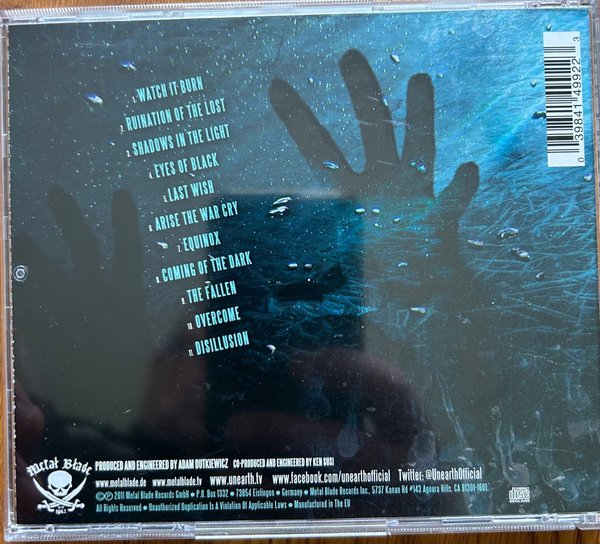 1. WATCH IT BURN
2. RUINATION OF THE LOST
3. SHADOWS IN THE LIGHT
4. EYES OF BLACK
5. LAST WISH
6. ARISE THE WAR CRY
7. EQUINOX
8. COMING OF THE DARK
9. THE FALLEN
10. OVERCOME
11. DISILLUSION
0 39841 49922 3
Metal Blade
PRODUCED AND ENGINEERED BY ADAM DUTKIEWICZ CO-PRODUCED AND ENGINEERED BY KEN SUSI
www.metalblade.de www.metalblade.tv www.unearth.tv www.facebook.com/unearthofficial Twitter: @UnearthOfficial
©℗ 2011 Metal Blade Records GmbH • P.O. Box 1332 • 73054 Eislingen • Germany • Metal Blade Records Inc. 5737 Kanan Rd #143 Agoura Hills, CA 91301-1601.
All Rights Reserved • Unauthorized Duplication Is A Violation Of Applicable Laws • Manufactured in The EU